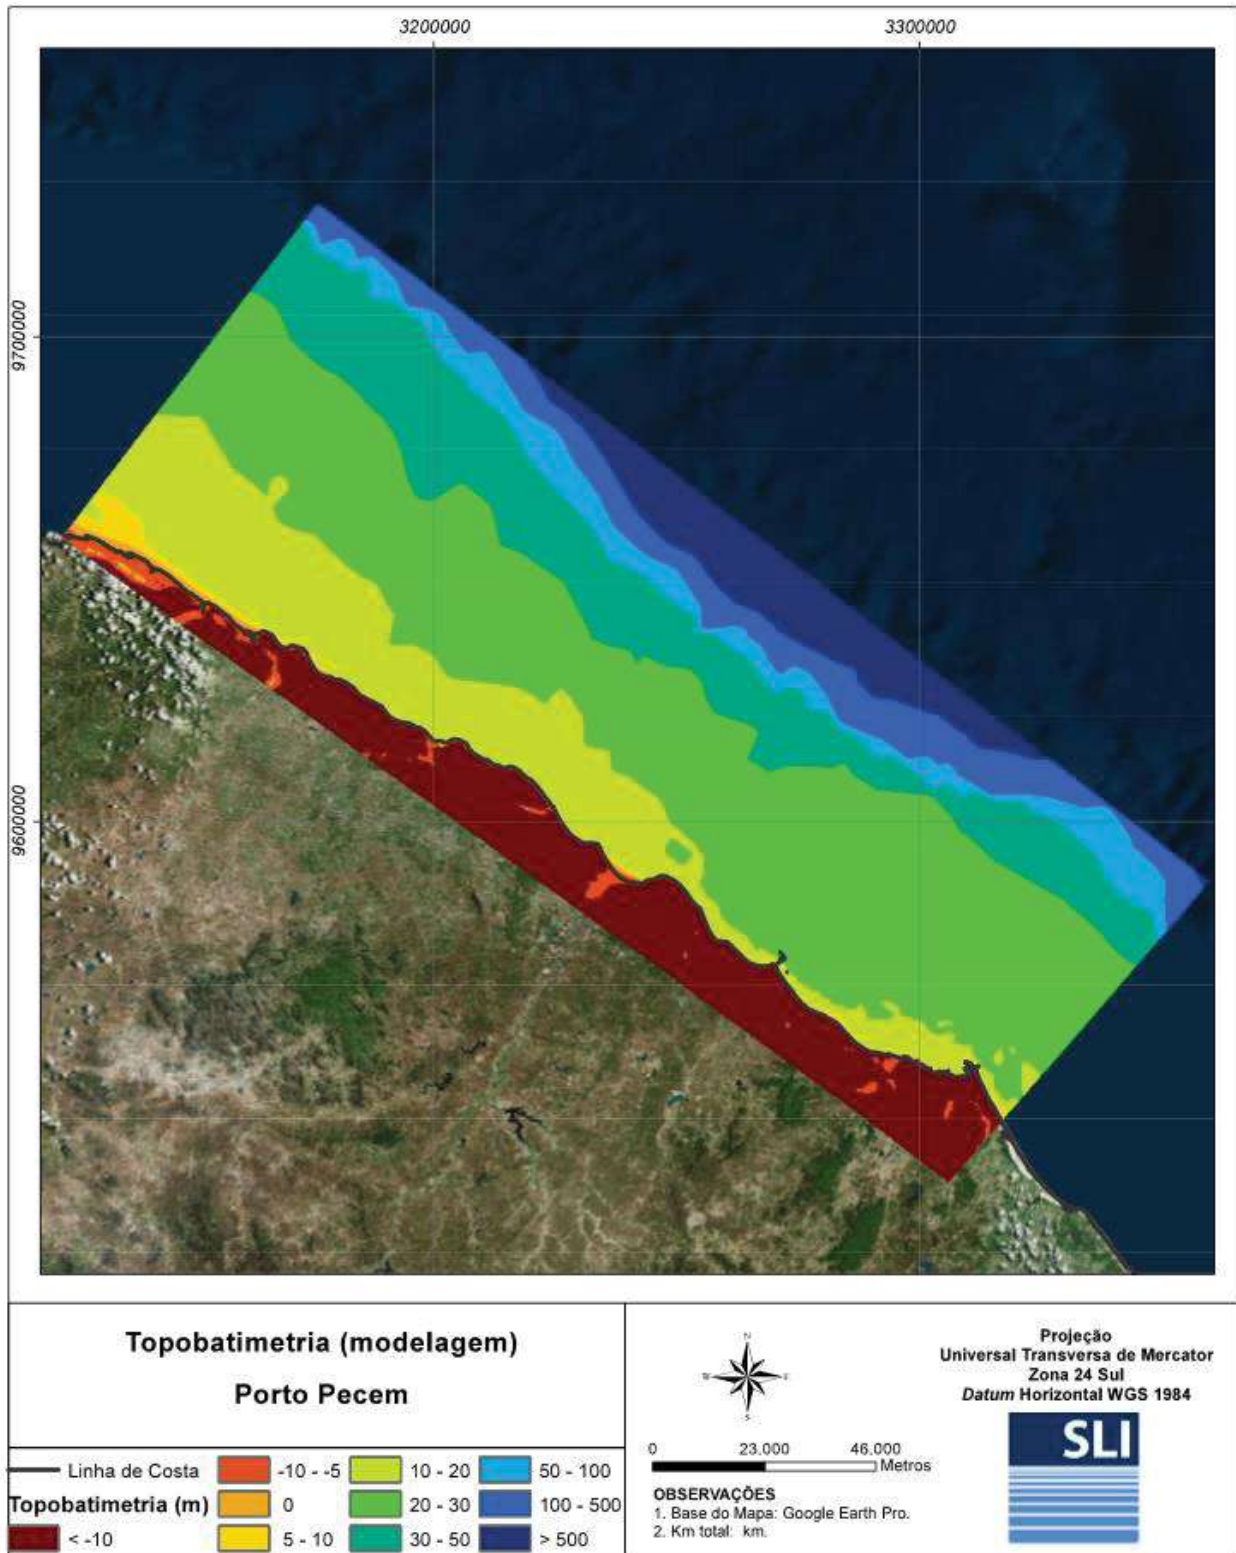 3200000
3300000
9700000
9600000
Topobatimetria (modelagem)
Porto Pecem
Linha de Costa
Topobatimetria (m)
< -10
-10 - -5
0
5 - 10
10 - 20
20 - 30
30 - 50
50 - 100
100 - 500
> 500
N
W
E
S
0 23.000 46.000
Metros
OBSERVAÇÕES
1. Base do Mapa: Google Earth Pro.
2. Km total: km.
Projeção
Universal Transversa de Mercator
Zona 24 Sul
Datum Horizontal WGS 1984
SLI